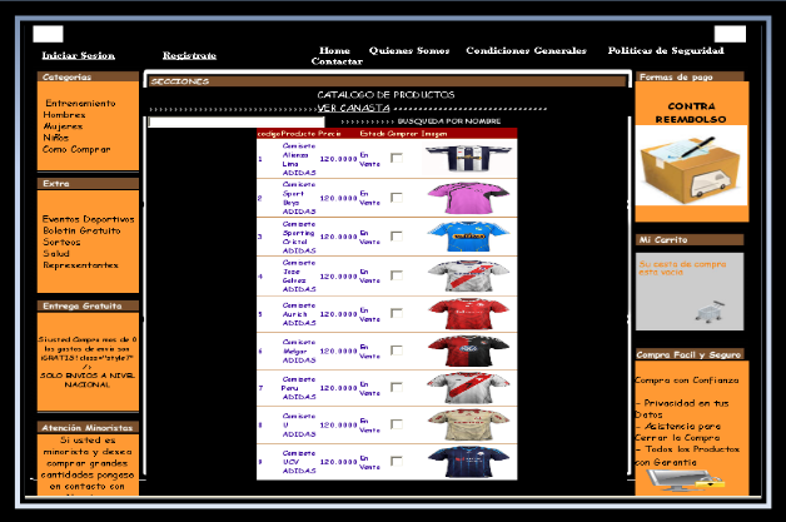 Iniciar Sesion
Registrate
Home
Quienes Somos
Condiciones Generales
Politicas de Seguridad
Contactar
Categorías
Entrenamiento
Hombres
Mujeres
Niños
Como Comprar
Extra
Eventos Deportivos
Boletin Gratuito
Sorteos
Salud
Representantes
Entrega Gratuita
Si usted Compra mas de 0
los gastos de envio son
¡GRATIS! class="style7"
/>
SOLO ENVIOS A NIVEL
NACIONAL
Atención Minoristas
Si usted es
minorista y desea
comprar grandes
cantidades pongase
en contacto con
SECCIONES
CATALOGO DE PRODUCTOS
VER CANASTA
>>>>>>>>>>> BUSQUEDA POR NOMBRE
codigo Producto Precio Estado Comprar Imagen
1 Camiseta Alianza Lima ADIDAS 120.0000 En Venta
2 Camiseta Sport Boys ADIDAS 120.0000 En Venta
3 Camiseta Sporting Cristal ADIDAS 120.0000 En Venta
4 Camiseta Jose Galvez ADIDAS 120.0000 En Venta
5 Camiseta Aurich ADIDAS 120.0000 En Venta
6 Camiseta Melgar ADIDAS 120.0000 En Venta
7 Camiseta Peru ADIDAS 120.0000 En Venta
8 Camiseta U ADIDAS 120.0000 En Venta
9 Camiseta UCV ADIDAS 120.0000 En Venta
Formas de pago
CONTRA
REEMBOLSO
Mi Carrito
Su cesta de compra
esta vacia
Compra Facil y Seguro
Compra con Confianza
- Privacidad en tus
Datos
- Asistencia para
Cerrar la Compra
- Todos los Productos
con Garantia